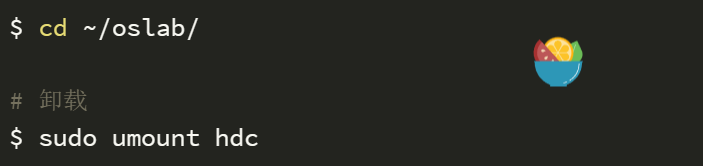 $ cd ~/oslab/
# 卸载
$ sudo umount hdc